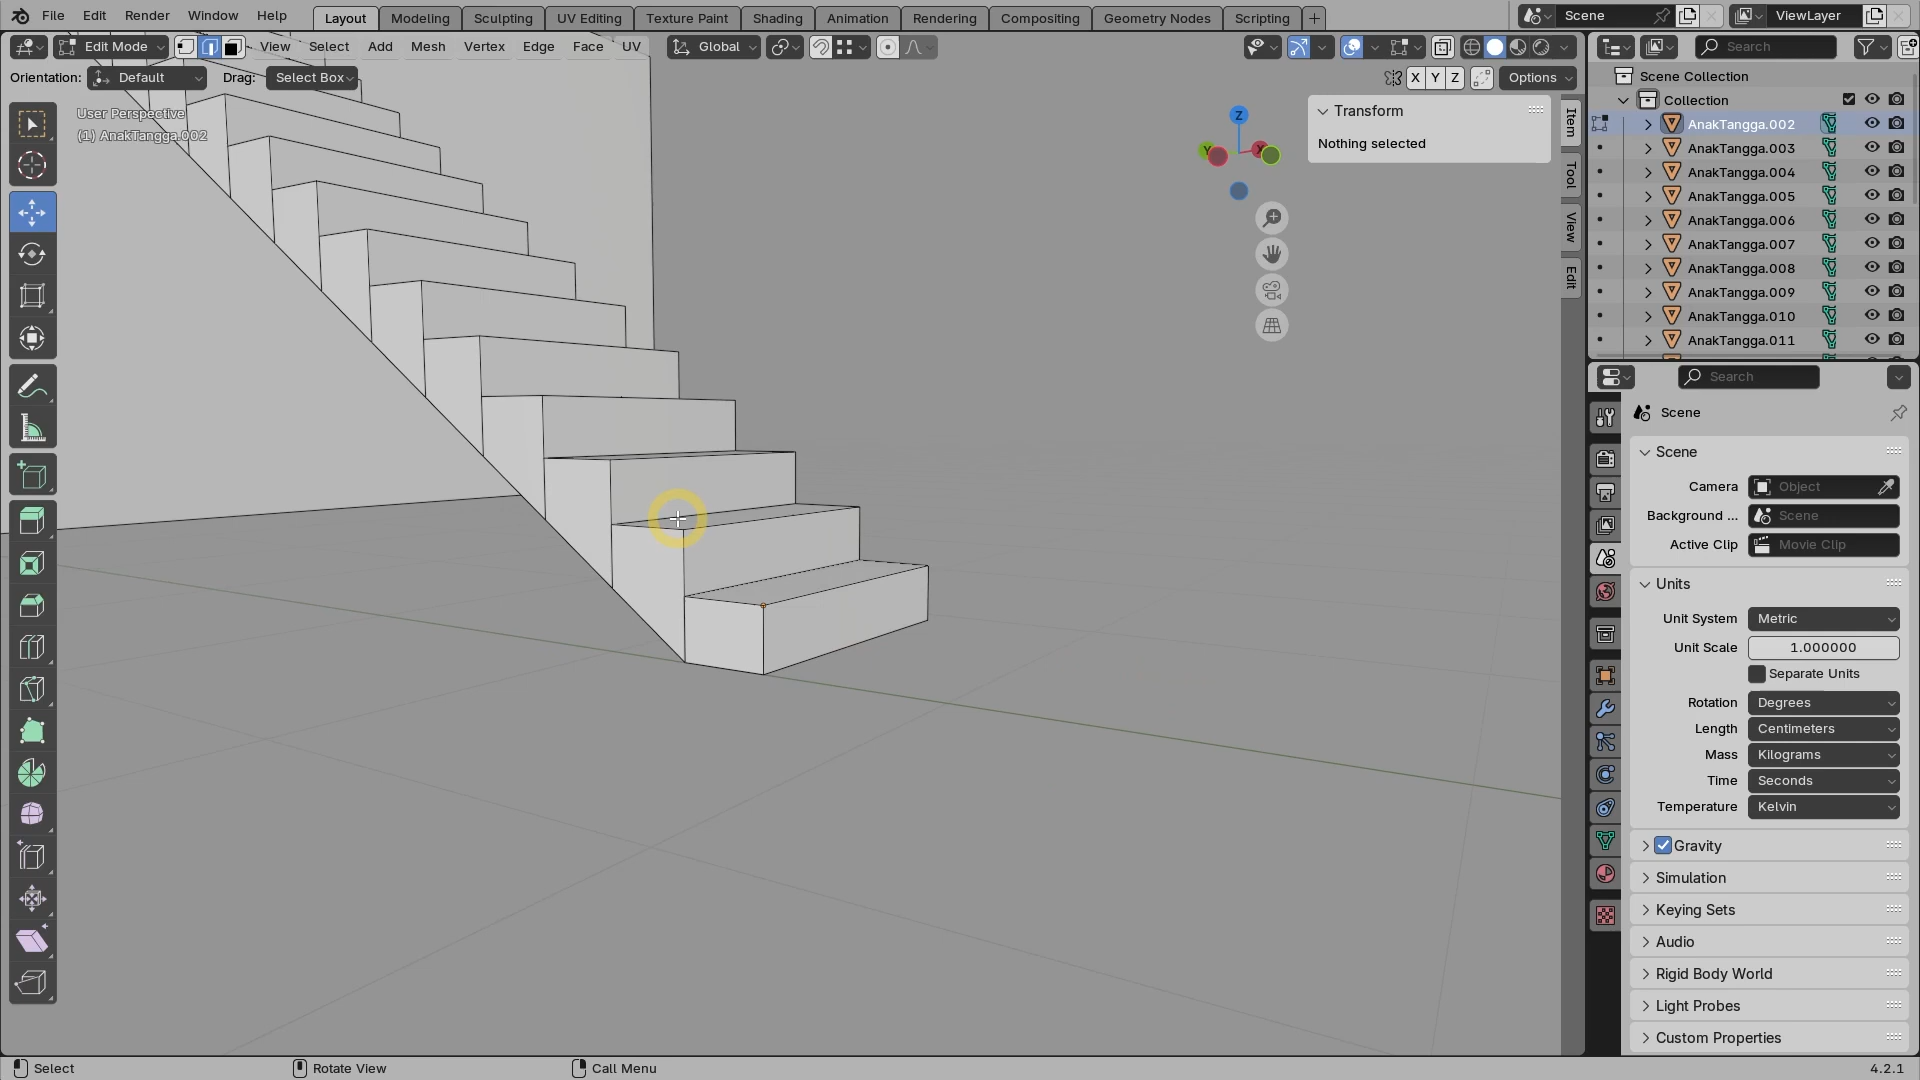 File Edit Render Window Help Layout Modeling Sculpting UV Editing Texture Paint Shading Animation Rendering Compositing Geometry Nodes Scripting + Scene ViewLayer
Edit Mode View Select Add Mesh Vertex Edge Face UV Global Search
Orientation: Default Drag: Select Box X Y Z Options
User Perspective
(1) AnakTangga.002
Z
Y X
Transform
Nothing selected
Item
Tool
View
Edit
Scene Collection
Collection
AnakTangga.002
AnakTangga.003
AnakTangga.004
AnakTangga.005
AnakTangga.006
AnakTangga.007
AnakTangga.008
AnakTangga.009
AnakTangga.010
AnakTangga.011
Search
Scene
Scene
Camera Object
Background ... Scene
Active Clip Movie Clip
Units
Unit System Metric
Unit Scale 1.000000
Separate Units
Rotation Degrees
Length Centimeters
Mass Kilograms
Time Seconds
Temperature Kelvin
Gravity
Simulation
Keying Sets
Audio
Rigid Body World
Light Probes
Custom Properties
Select Rotate View Call Menu 4.2.1